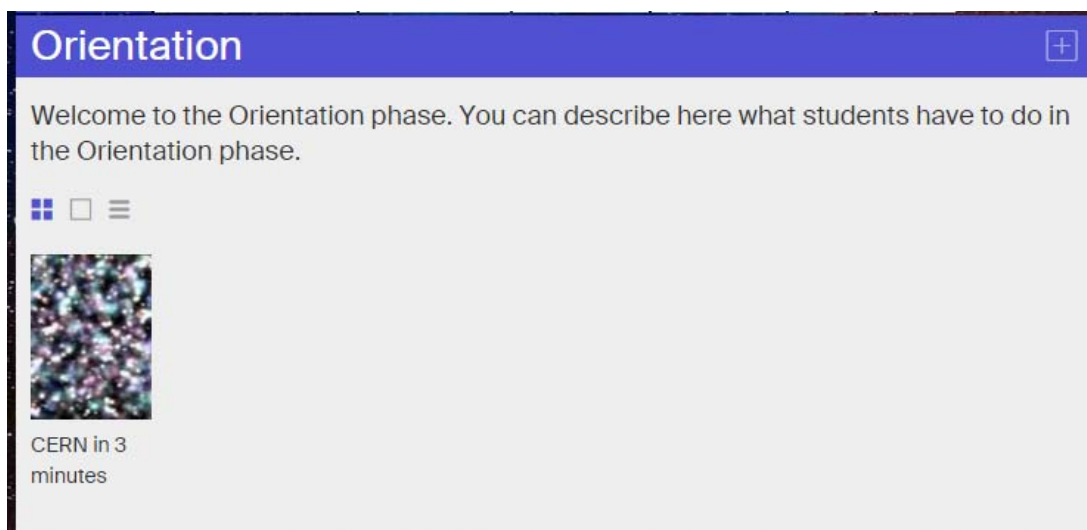 Orientation
Welcome to the Orientation phase. You can describe here what students have to do in
the Orientation phase.
CERN in 3
minutes